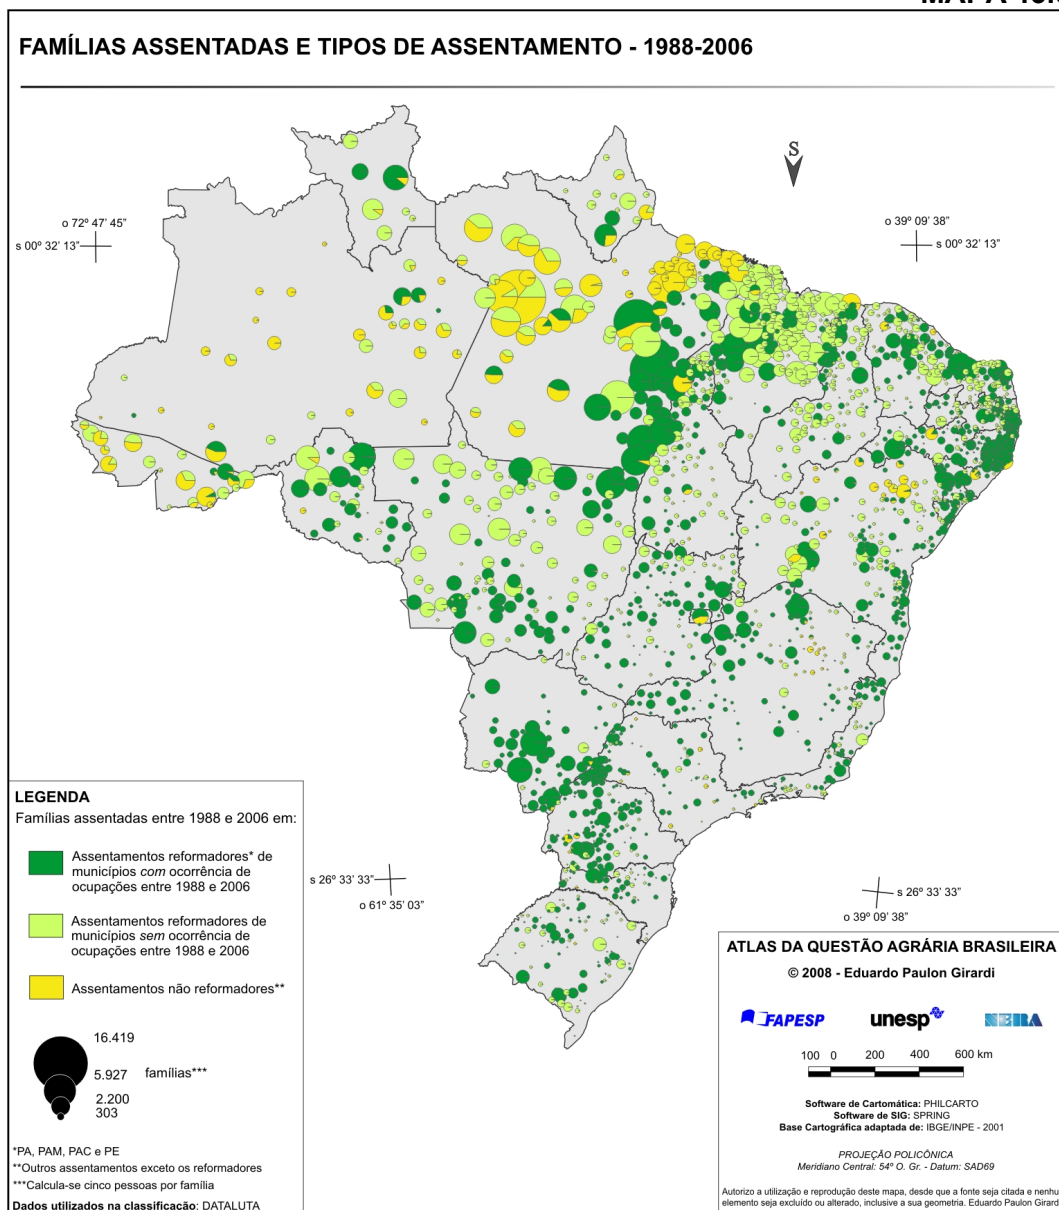 FAMÍLIAS ASSENTADAS E TIPOS DE ASSENTAMENTO - 1988-2006
S
o 72º 47' 45"
s 00º 32' 13"
o 39º 09' 38"
s 00º 32' 13"
LEGENDA
Famílias assentadas entre 1988 e 2006 em:
Assentamentos reformadores* de
municípios com ocorrência de
ocupações entre 1988 e 2006
Assentamentos reformadores de
municípios sem ocorrência de
ocupações entre 1988 e 2006
Assentamentos não reformadores**
16.419
5.927
famílias***
2.200
303
*PA, PAM, PAC e PE
**Outros assentamentos exceto os reformadores
***Calcula-se cinco pessoas por família
Dados utilizados na classificação: DATALUTA
s 26º 33' 33"
o 61º 35' 03"
s 26º 33' 33"
o 39º 09' 38"
ATLAS DA QUESTÃO AGRÁRIA BRASILEIRA
© 2008 - Eduardo Paulon Girardi
FAPESP
unesp
NERA
100 0 200 400 600 km
Software de Cartomática: PHILCARTO
Software de SIG: SPRING
Base Cartográfica adaptada de: IBGE/INPE - 2001
PROJEÇÃO POLICÔNICA
Meridiano Central: 54º O. Gr. - Datum: SAD69
Autorizo a utilização e reprodução deste mapa, desde que a fonte seja citada e
elemento seja excluído ou alterado, inclusive a sua geometria. Eduardo Paulon